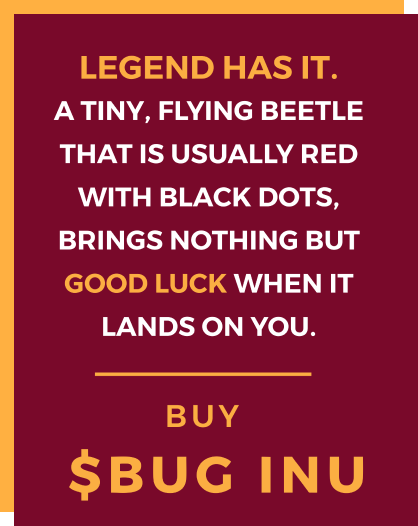 LEGEND HAS IT.
A TINY, FLYING BEETLE
THAT IS USUALLY RED
WITH BLACK DOTS,
BRINGS NOTHING BUT
GOOD LUCK WHEN IT
LANDS ON YOU.
BUY
$BUG INU